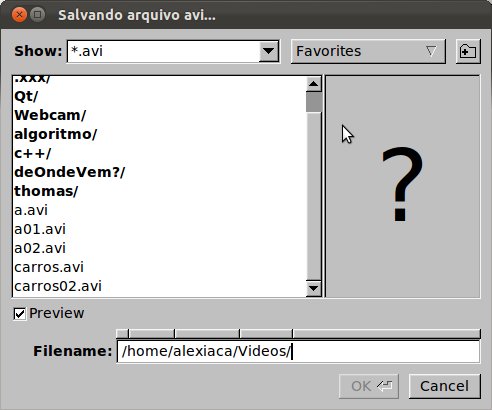 Salvando arquivo avi...
Show: *.avi Favorites
.xxx/
Qt/
Webcam/
algoritmo/
c++/
deOndeVem?/
thomas/
a.avi
a01.avi
a02.avi
carros.avi
carros02.avi
?
Preview
Filename: /home/alexiaca/Videos/
OK Cancel